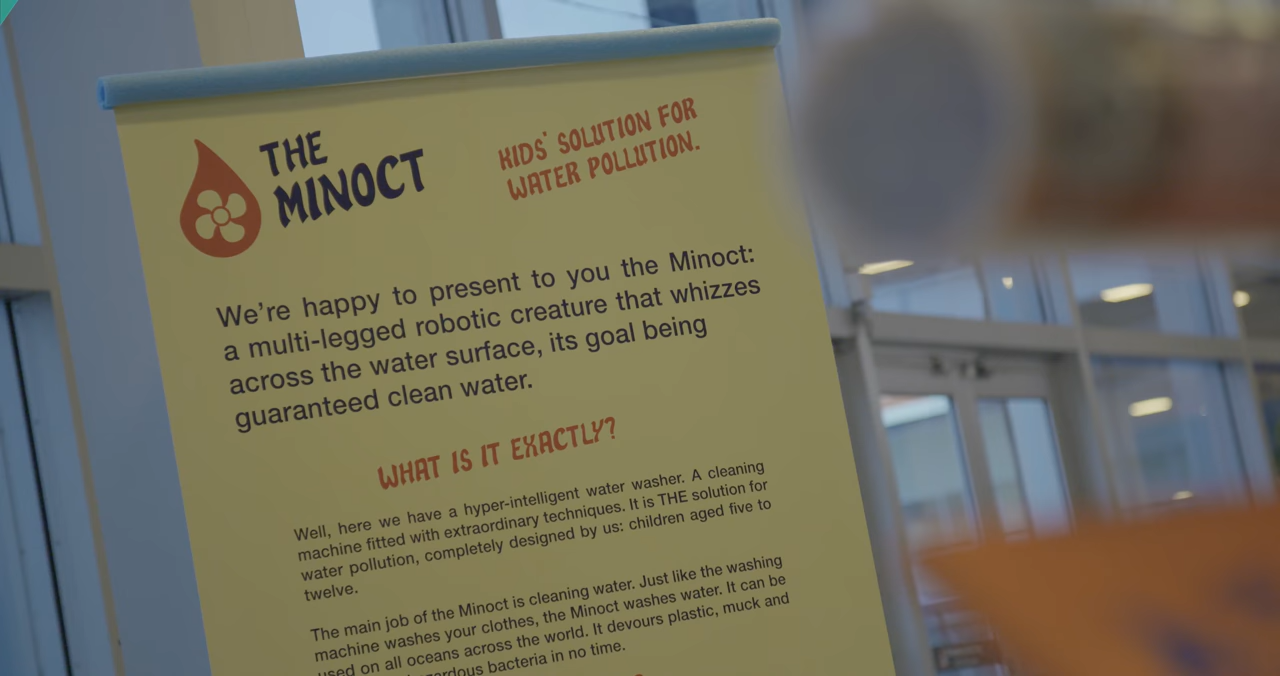 THE
MINOCT
KIDS' SOLUTION FOR
WATER POLLUTION.
We're happy to present to you the Minoct:
a multi-legged robotic creature that whizzes
across the water surface, its goal being
guaranteed clean water.
WHAT IS IT EXACTLY?
Well, here we have a hyper-intelligent water washer. A cleaning
machine fitted with extraordinary techniques. It is THE solution for
water pollution, completely designed by us: children aged five to
twelve.
The main job of the Minoct is cleaning water. Just like the washing
machine washes your clothes, the Minoct washes water. It can be
used on all oceans across the world. It devours plastic, muck and
bacteria in no time.